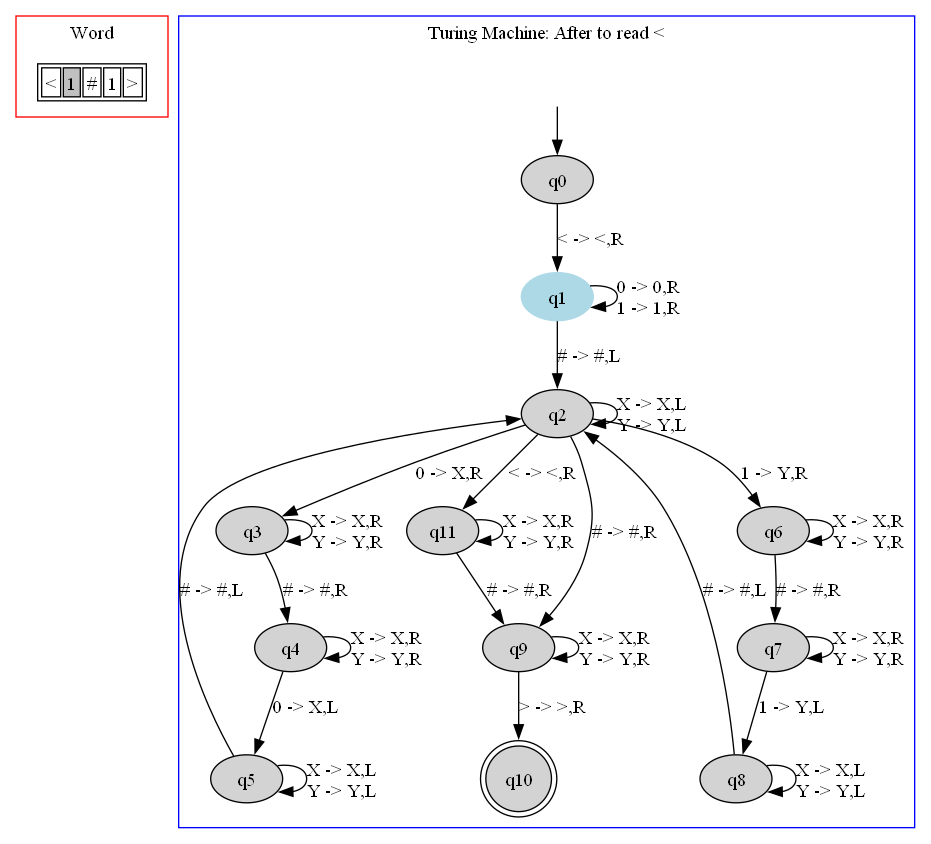 Word
< 1 # 1 >
Turing Machine: After to read <
q0
< -> <,R
q1
0 -> 0,R
1 -> 1,R
# -> #,L
q2
X -> X,L
Y -> Y,L
0 -> X,R
< -> <,R
# -> #,R
1 -> Y,R
q3
X -> X,R
Y -> Y,R
q11
X -> X,R
Y -> Y,R
q6
X -> X,R
Y -> Y,R
# -> #,L
# -> #,R
# -> #,R
# -> #,L
# -> #,R
q4
X -> X,R
Y -> Y,R
q9
X -> X,R
Y -> Y,R
q7
X -> X,R
Y -> Y,R
0 -> X,L
> -> >,R
1 -> Y,L
q5
X -> X,L
Y -> Y,L
q10
q8
X -> X,L
Y -> Y,L